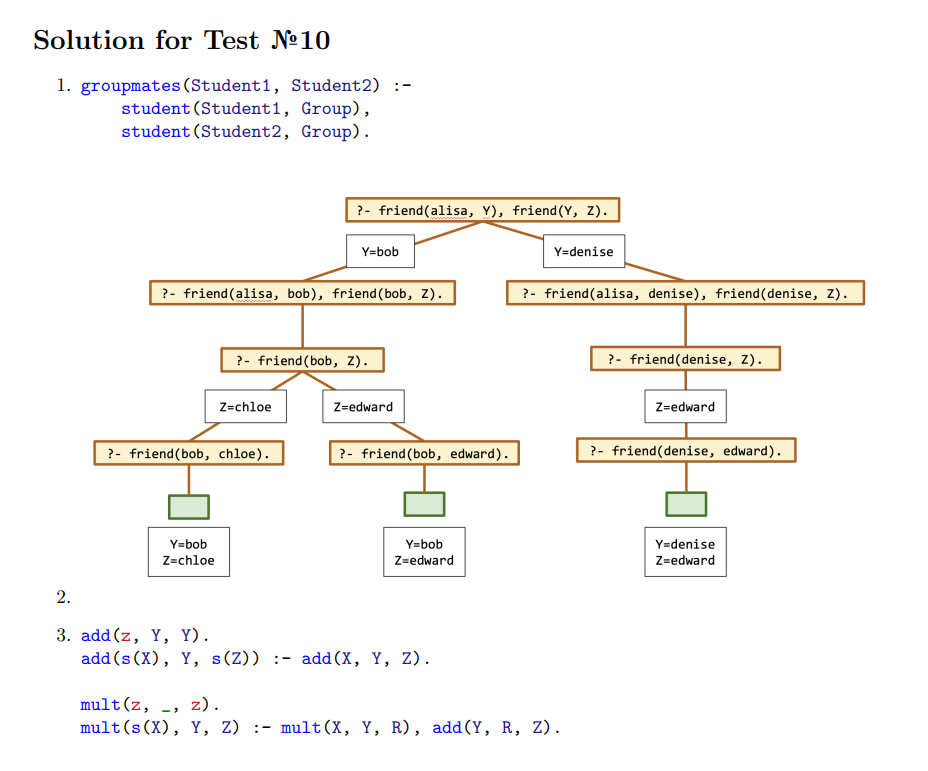 Solution for Test №10
1. groupmates(Student1, Student2) :-
student(Student1, Group),
student(Student2, Group).
?- friend(alisa, Y), friend(Y, Z).
Y=bob
Y=denise
?- friend(alisa, bob), friend(bob, Z).
?- friend(alisa, denise), friend(denise, Z).
?- friend(bob, Z).
?- friend(denise, Z).
Z=chloe
Z=edward
Z=edward
?- friend(bob, chloe).
?- friend(bob, edward).
?- friend(denise, edward).
Y=bob
Z=chloe
Y=bob
Z=edward
Y=denise
Z=edward
2.
3. add(z, Y, Y).
add(s(X), Y, s(Z)) :- add(X, Y, Z).
mult(z, _, z).
mult(s(X), Y, Z) :- mult(X, Y, R), add(Y, R, Z).